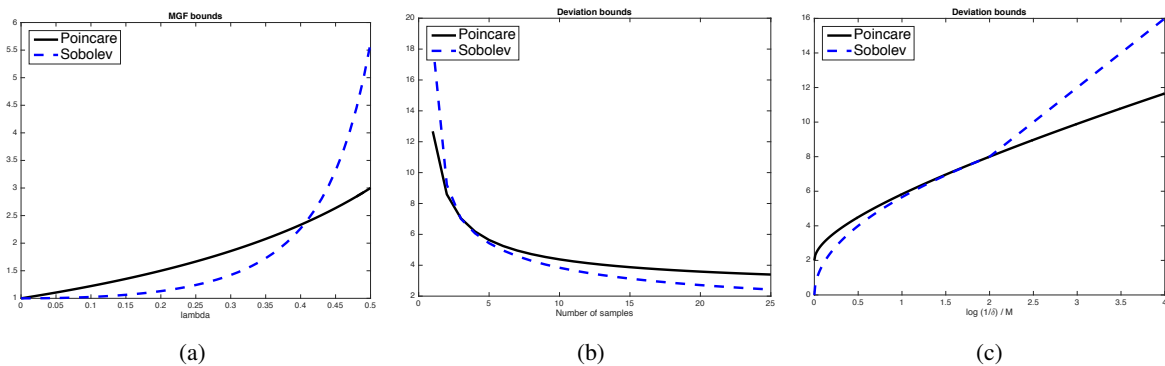 MGF bounds
6
5.5
5
4.5
4
3.5
3
2.5
2
1.5
1
Poincare
Sobolev
0 0.05 0.1 0.15 0.2 0.25 0.3 0.35 0.4 0.45 0.5
lambda
(a)
Deviation bounds
20
18
16
14
12
10
8
6
4
2
Poincare
Sobolev
0 5 10 15 20 25
Number of samples
(b)
Deviation bounds
16
14
12
10
8
6
4
2
0
Poincare
Sobolev
0 0.5 1 1.5 2 2.5 3 3.5 4
log (1/δ) / M
(c)